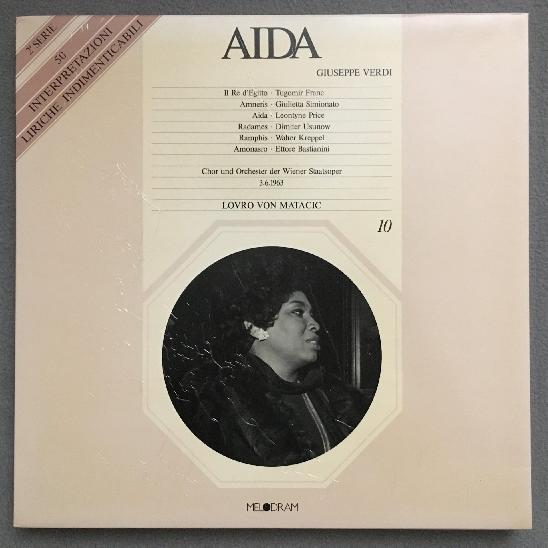 2ª SERIE
50
INTERPRETAZIONI
LIRICHE INDIMENTICABILI
AIDA
GIUSEPPE VERDI
Il Re d'Egitto · Tugomir Franc
Amneris · Giulietta Simionato
Aida · Leontyne Price
Radames · Dimiter Usunow
Ramphis · Walter Kreppel
Amonasro · Ettore Bastianini
Chor und Orchester der Wiener Staatsoper
3.6.1963
LOVRO VON MATACIC
10
MELODRAM